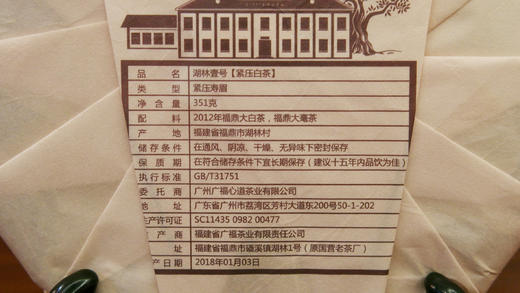 品 名 湖林壹号【紧压白茶】
类 型 紧压寿眉
净 含 量 351克
配 料 2012年福鼎大白茶，福鼎大毫茶
产 地 福建省福鼎市湖林村
储 存 条 件 在通风、阴凉、干燥、无异味下密封保存
保 质 期 在符合储存条件下宜长期保存（建议十五年内品饮为佳）
执 行 标 准 GB/T31751
委 托 商 广州广福心道茶业有限公司
地 址 广东省广州市荔湾区芳村大道东200号50-1-202
生产许可证 SC11435 0982 00477
产 商 福建省广福茶业有限责任公司
址 福建省福鼎市磻溪镇湖林1号（原国营老茶厂）
产 日 期 2018年01月03日